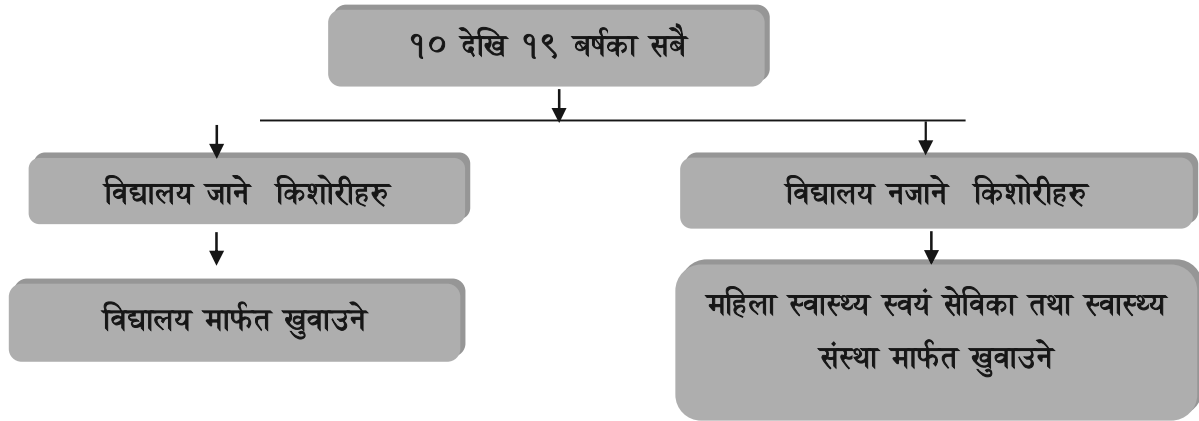 १० देखि १९ बर्षका सबै
विद्यालय जाने किशोरीहरु
विद्यालय नजाने किशोरीहरु
विद्यालय मार्फत खुवाउने
महिला स्वास्थ्य स्वयं सेविका तथा स्वास्थ्य
संस्था मार्फत खुवाउने